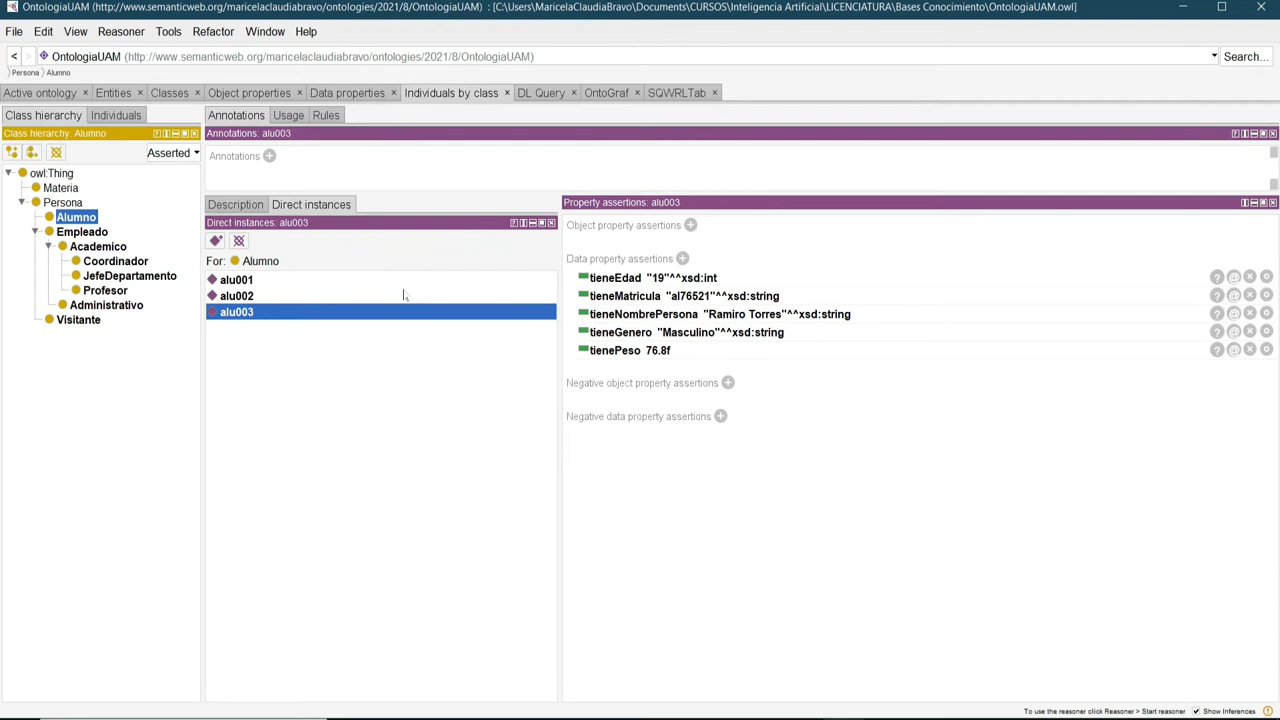 OntologiaUAM (http://www.semanticweb.org/maricelaclaudiabravo/ontologies/2021/8/OntologiaUAM) : [C:\Users\MaricelaClaudiaBravo\Documents\CURSOS\Inteligencia Artificial\LICENCIATURA\Bases Conocimiento\OntologiaUAM.owl]
File Edit View Reasoner Tools Refactor Window Help
OntologiaUAM (http://www.semanticweb.org/maricelaclaudiabravo/ontologies/2021/8/OntologiaUAM) Search...
Persona Alumno
Active ontology × Entities × Classes × Object properties × Data properties × Individuals by class × DL Query × OntoGraf × SQWRLTab ×
Class hierarchy Individuals
Class hierarchy: Alumno
Asserted
owl:Thing
Materia
Persona
Alumno
Empleado
Academico
Coordinador
JefeDepartamento
Profesor
Administrativo
Visitante
Annotations Usage Rules
Annotations: alu003
Annotations
Description Direct instances
Direct instances: alu003
For: Alumno
alu001
alu002
alu003
Property assertions: alu003
Object property assertions
Data property assertions
tieneEdad "19"^^xsd:int
tieneMatricula "al76521"^^xsd:string
tieneNombrePersona "Ramiro Torres"^^xsd:string
tieneGenero "Masculino"^^xsd:string
tienePeso 76.8f
Negative object property assertions
Negative data property assertions
To use the reasoner click Reasoner > Start reasoner Show Inferences